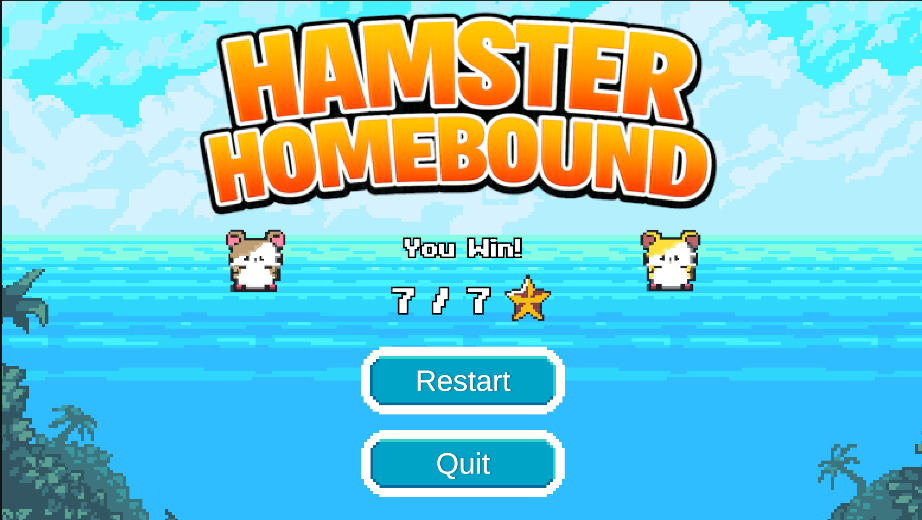 HAMSTER
HOMEBOUND
You Win!
7 / 7
Restart
Quit